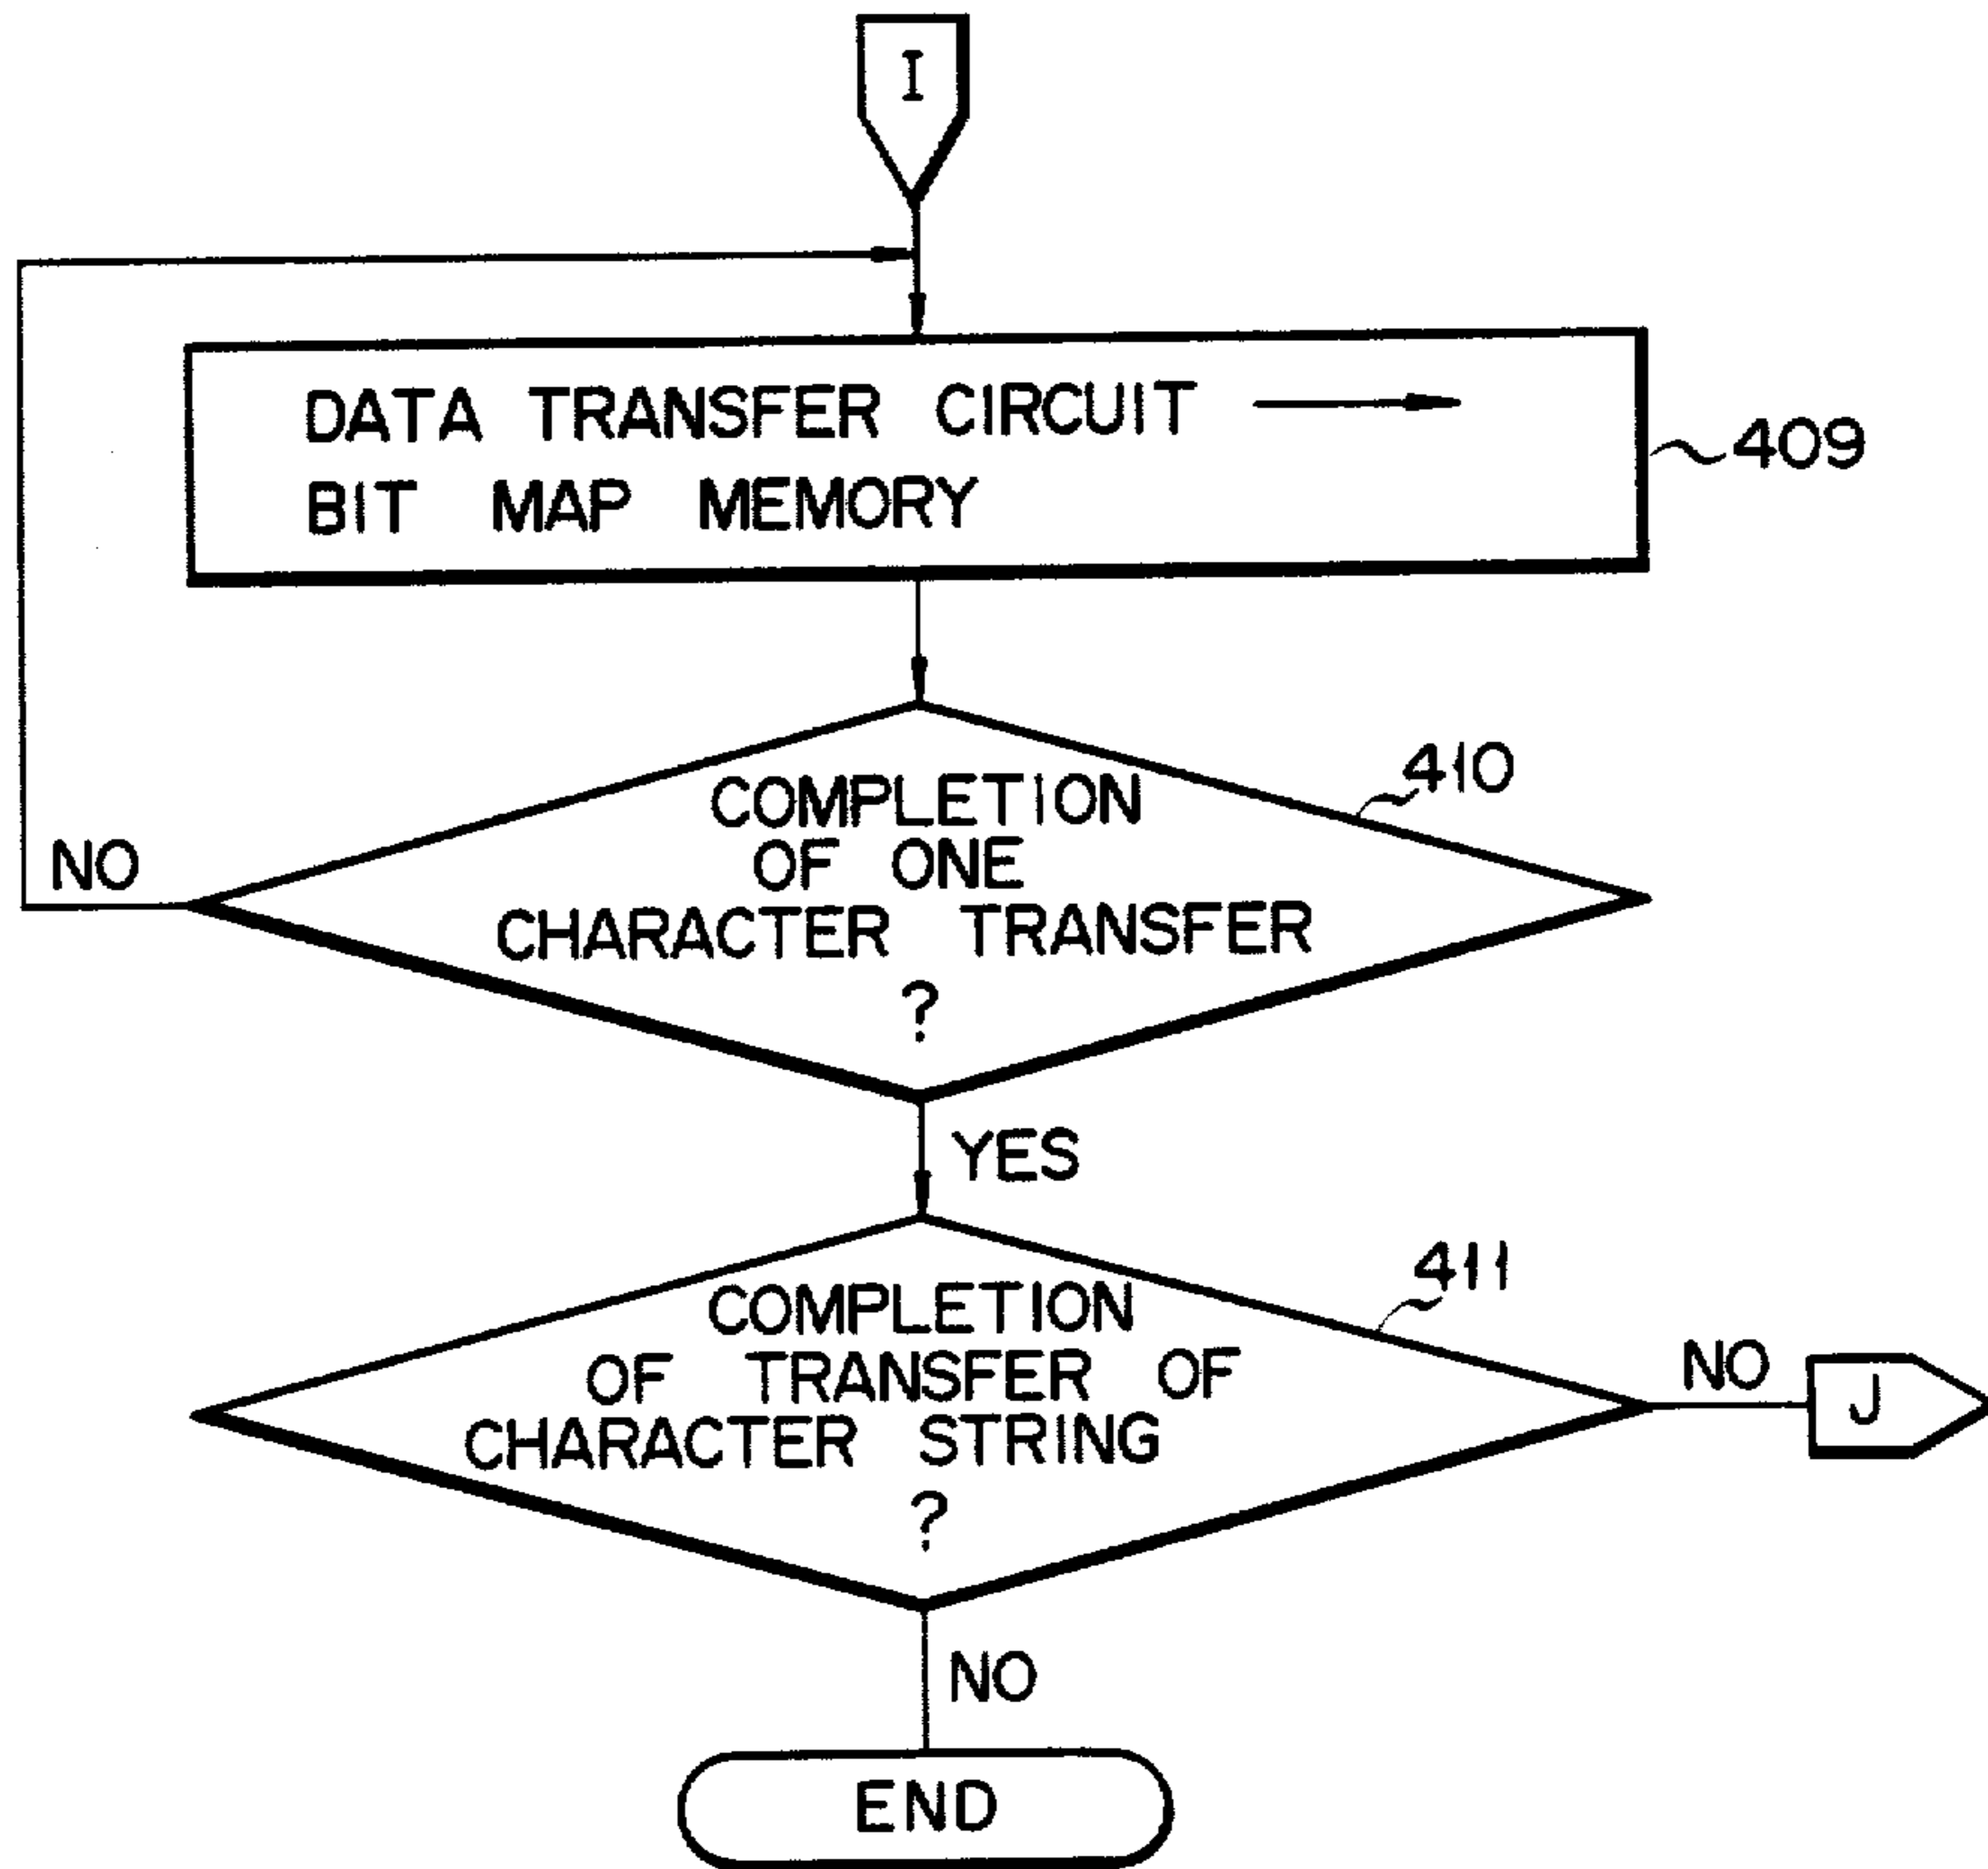 I
DATA TRANSFER CIRCUIT →
BIT MAP MEMORY
409
410
COMPLETION
OF ONE
CHARACTER TRANSFER
?
NO
YES
411
COMPLETION
OF TRANSFER OF
CHARACTER STRING
?
NO
J
NO
END